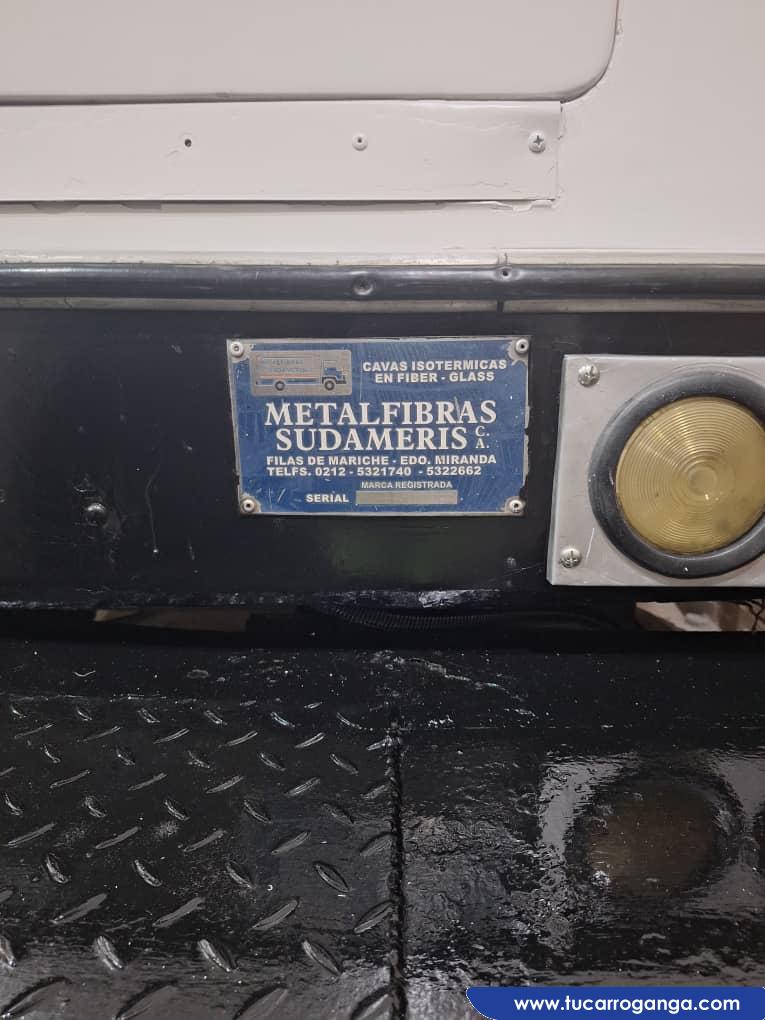 CAVAS ISOTERMICAS
EN FIBER - GLASS
METALFIBRAS
SUDAMERIS C.A.
FILAS DE MARICHE - EDO. MIRANDA
TELFS. 0212 - 5321740 - 5322662
MARCA REGISTRADA
SERIAL
www.tucarroganga.com